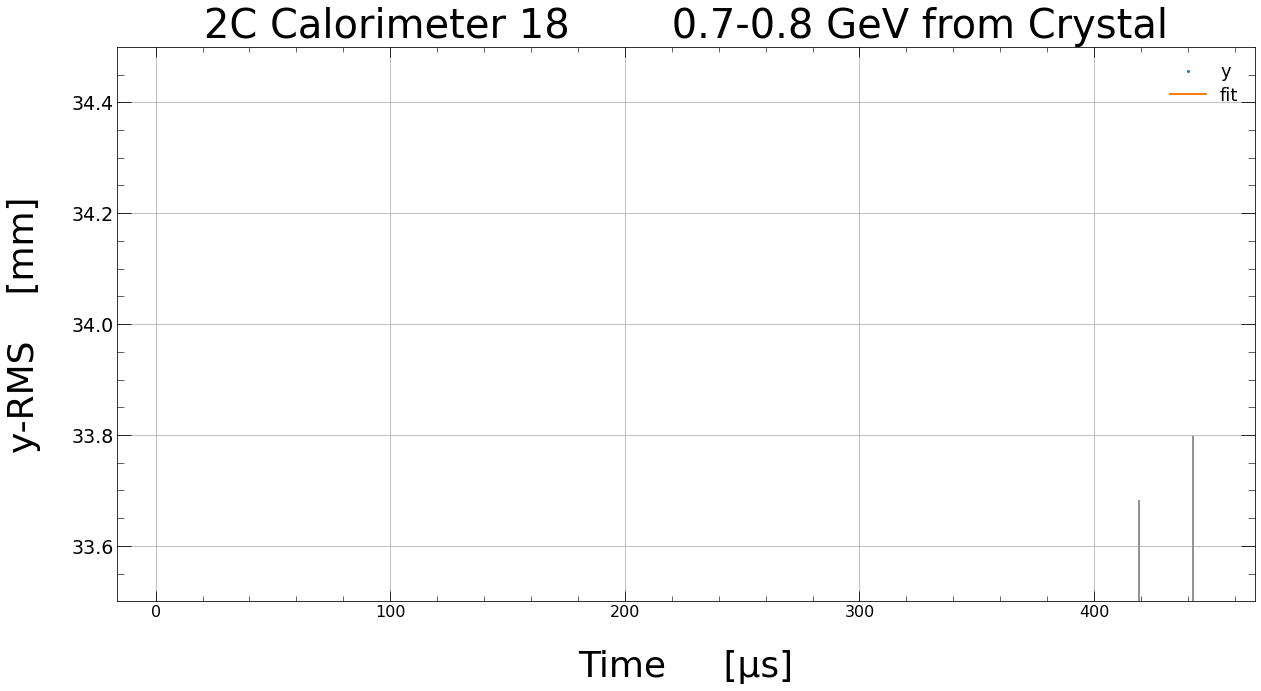 2C Calorimeter 18 0.7-0.8 GeV from Crystal
y
fit
y-RMS [mm]
34.4
34.2
34.0
33.8
33.6
0 100 200 300 400
Time [µs]